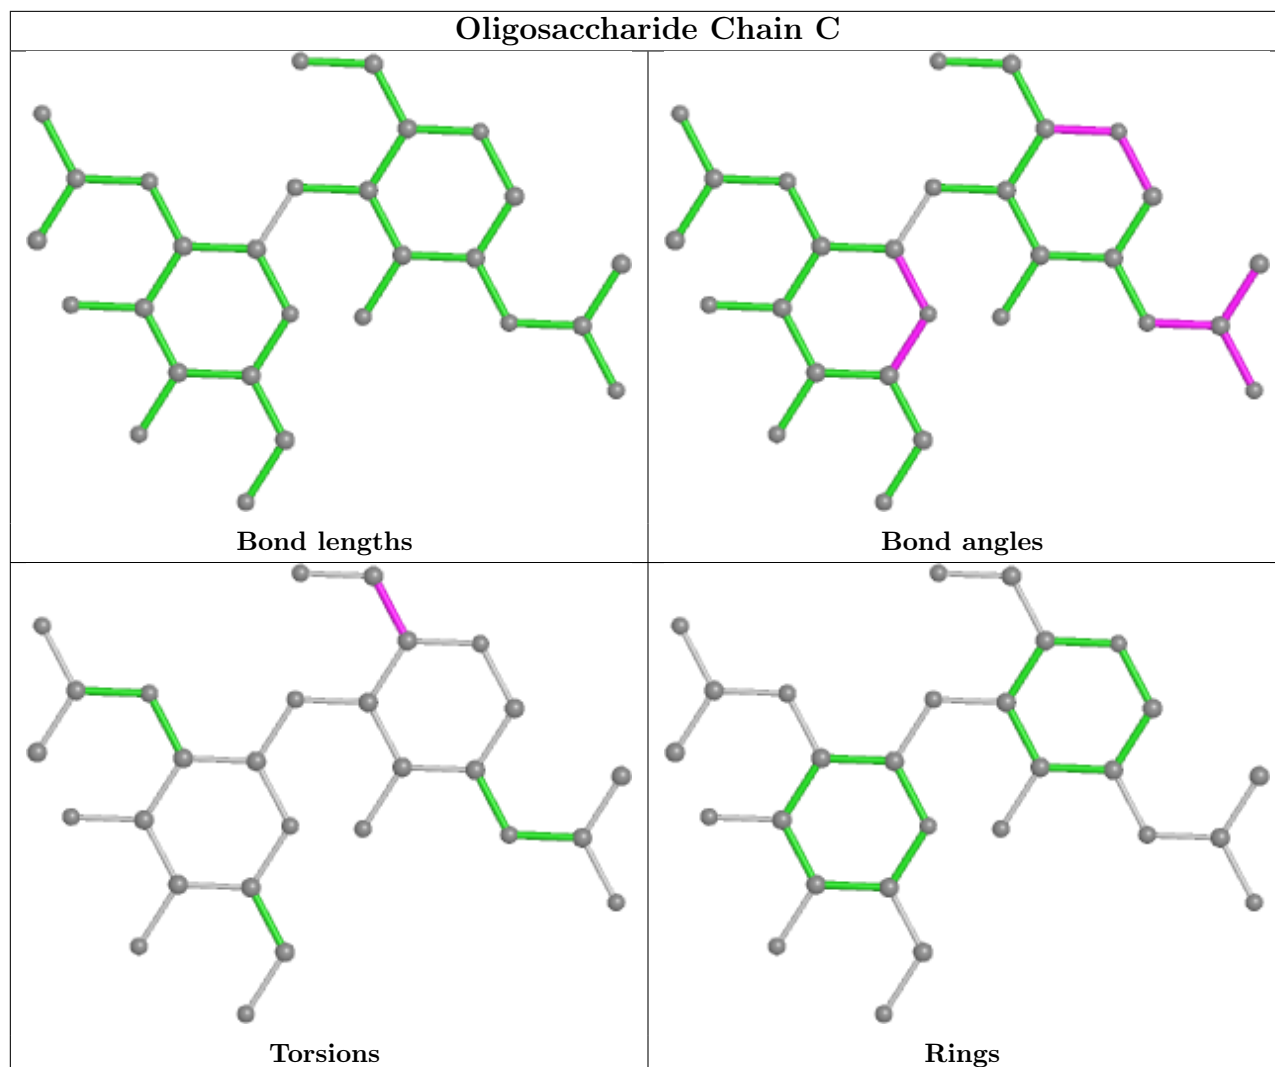 Oligosaccharide Chain C
Bond lengths
Bond angles
Torsions
Rings